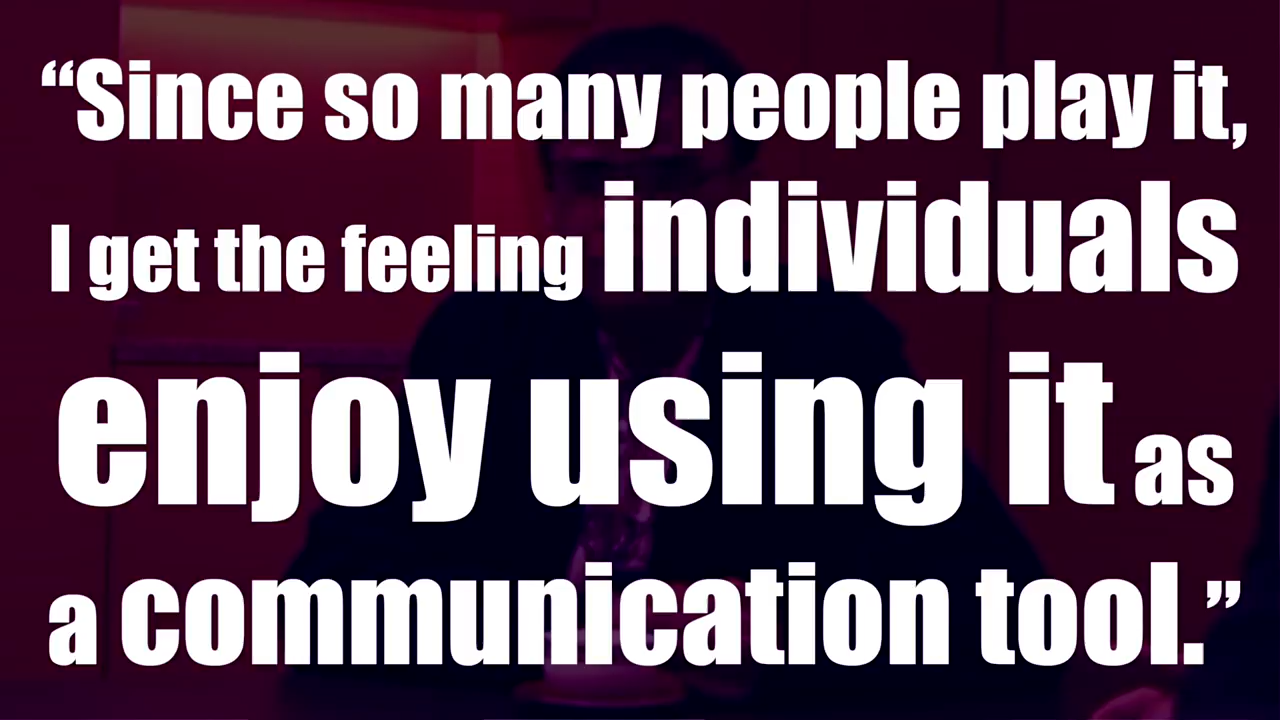 “Since so many people play it,
I get the feeling individuals
enjoy using it as
a communication tool.”